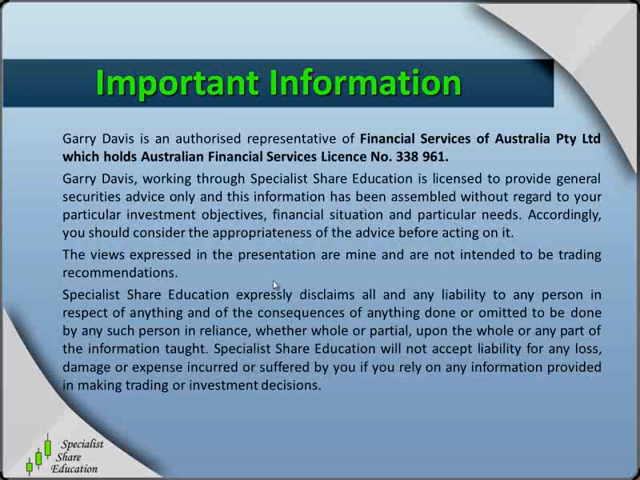 Important Information
Garry Davis is an authorised representative of Financial Services of Australia Pty Ltd
which holds Australian Financial Services Licence No. 338 961.
Garry Davis, working through Specialist Share Education is licensed to provide general
securities advice only and this information has been assembled without regard to your
particular investment objectives, financial situation and particular needs. Accordingly,
you should consider the appropriateness of the advice before acting on it.
The views expressed in the presentation are mine and are not intended to be trading
recommendations.
Specialist Share Education expressly disclaims all and any liability to any person in
respect of anything and of the consequences of anything done or omitted to be done
by any such person in reliance, whether whole or partial, upon the whole or any part of
the information taught. Specialist Share Education will not accept liability for any loss,
damage or expense incurred or suffered by you if you rely on any information provided
in making trading or investment decisions.
Specialist
Share
Education